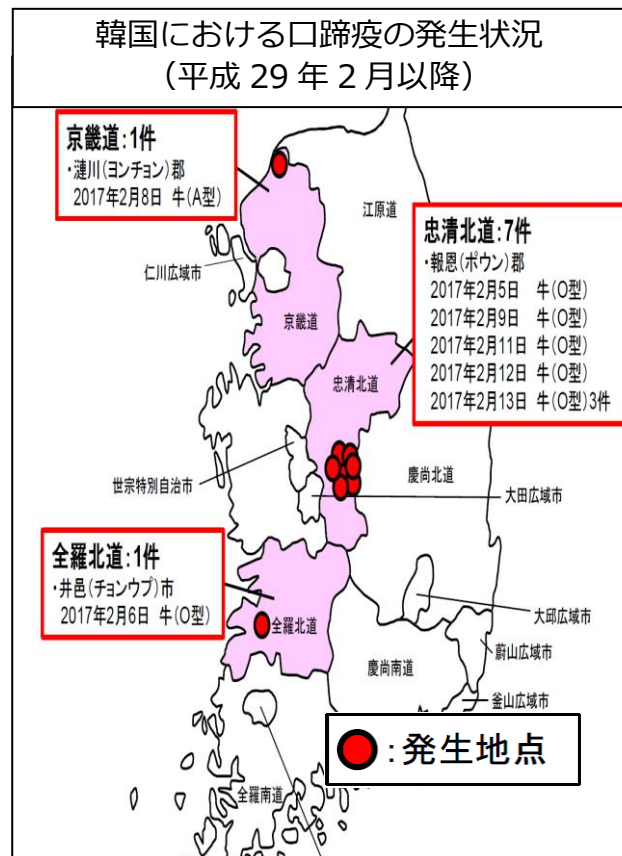 韓国における口蹄疫の発生状況
（平成 29 年 2 月以降）
京畿道：1件
・漣川（ヨンチョン）郡
2017年2月8日 牛（A型）
江原道
忠清北道：7件
・報恩（ポウン）郡
2017年2月5日 牛（O型）
2017年2月9日 牛（O型）
2017年2月11日 牛（O型）
2017年2月12日 牛（O型）
2017年2月13日 牛（O型）3件
仁川広域市
京畿道
忠清北道
世宗特別自治市
慶尚北道
大田広域市
全羅北道：1件
・井邑（チョンウプ）市
2017年2月6日 牛（O型）
全羅北道
大邱広域市
蔚山広域市
慶尚南道
釜山広域市
：発生地点
全羅南道